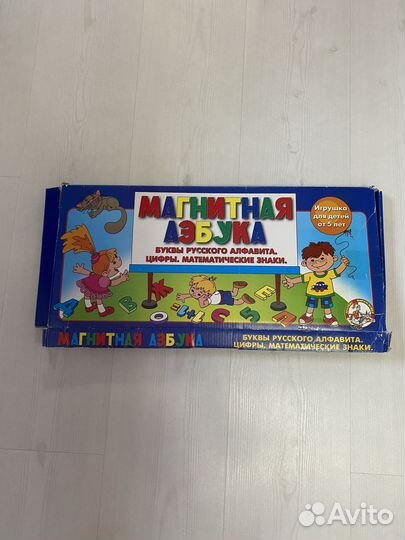 МАГНИТНАЯ
АЗБУКА
БУКВЫ РУССКОГО АЛФАВИТА.
ЦИФРЫ. МАТЕМАТИЧЕСКИЕ ЗНАКИ.
Игрушка
для детей
от 5 лет
МАГНИТНАЯ АЗБУКА
БУКВЫ РУССКОГО АЛФАВИТА.
ЦИФРЫ. МАТЕМАТИЧЕСКИЕ ЗНАКИ.
Avito